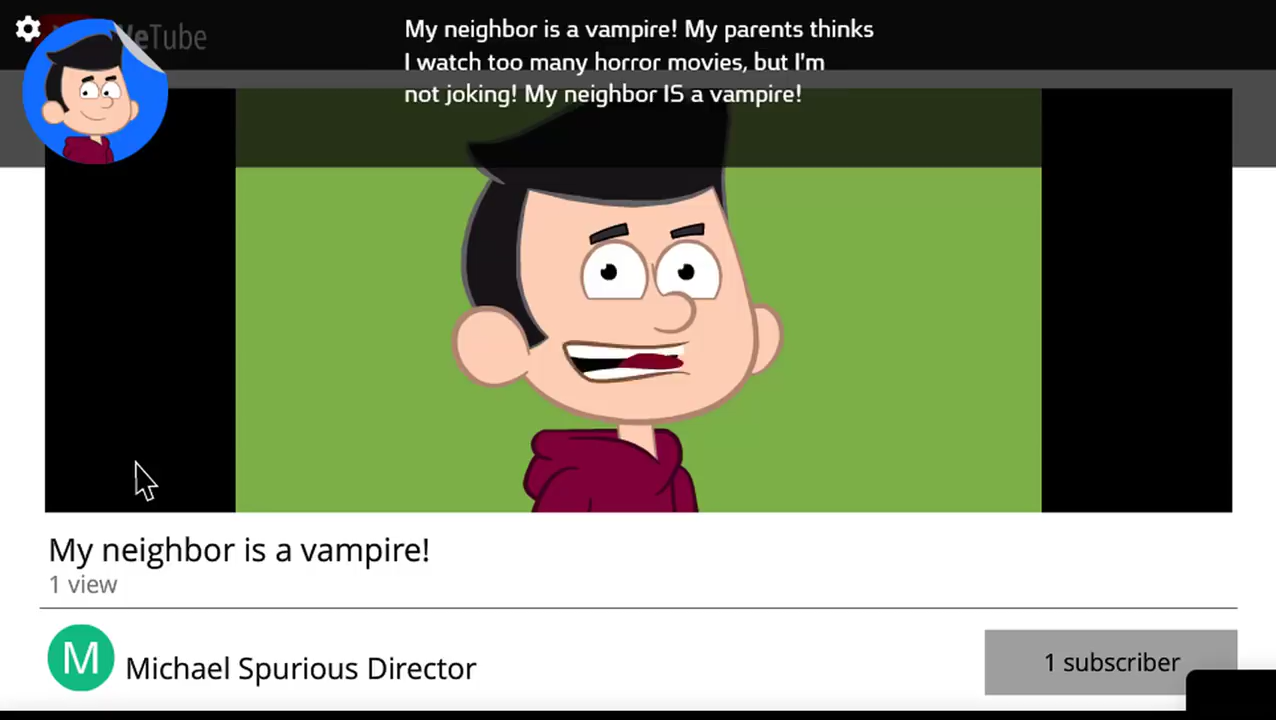 WeTube
My neighbor is a vampire! My parents thinks
I watch too many horror movies, but I'm
not joking! My neighbor IS a vampire!
My neighbor is a vampire!
1 view
M
Michael Spurious Director
1 subscriber